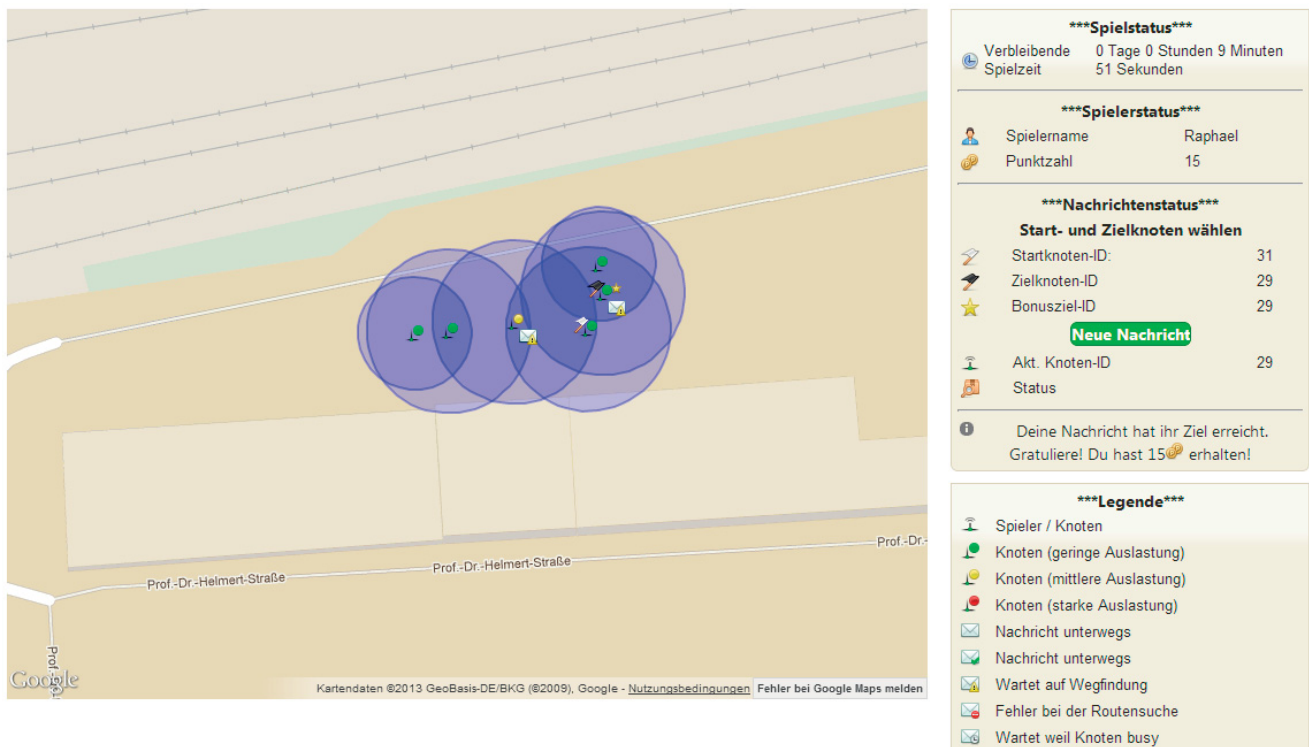 Prof.-Dr.-Helmert-Straße
Prof.-Dr.-Helmert-Straße
Prof.-Dr.-
Google
Kartendaten ©2013 GeoBasis-DE/BKG (©2009), Google - Nutzungsbedingungen
Fehler bei Google Maps melden
***Spielstatus***
Verbleibende 0 Tage 0 Stunden 9 Minuten
Spielzeit 51 Sekunden
***Spielerstatus***
Spielername Raphael
Punktzahl 15
***Nachrichtenstatus***
Start- und Zielknoten wählen
Startknoten-ID: 31
Zielknoten-ID 29
Bonusziel-ID 29
Neue Nachricht
Akt. Knoten-ID 29
Status
Deine Nachricht hat ihr Ziel erreicht.
Gratuliere! Du hast 15 erhalten!
***Legende***
Spieler / Knoten
Knoten (geringe Auslastung)
Knoten (mittlere Auslastung)
Knoten (starke Auslastung)
Nachricht unterwegs
Nachricht unterwegs
Wartet auf Wegfindung
Fehler bei der Routensuche
Wartet weil Knoten busy